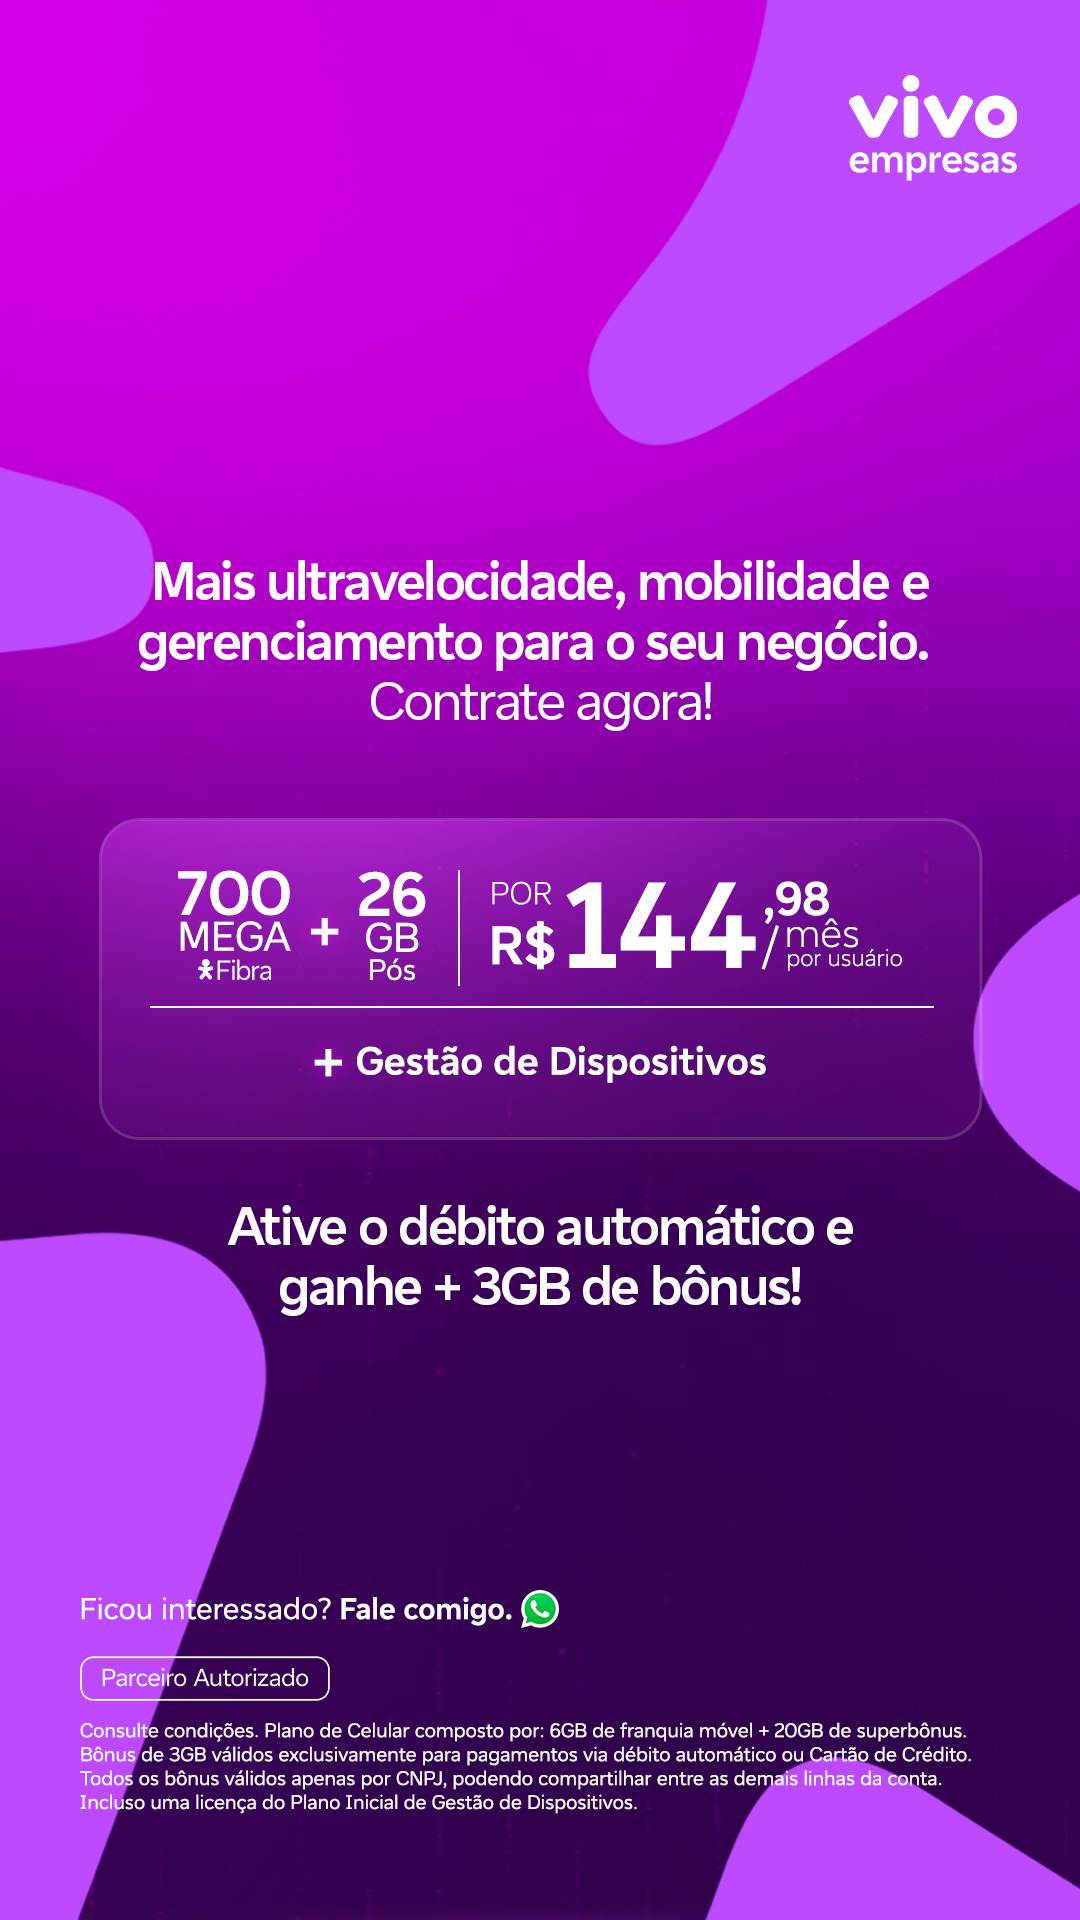 vivo
empresas
Mais ultravelocidade, mobilidade e
gerenciamento para o seu negócio.
Contrate agora!
700
MEGA
Fibra
+
26
GB
Pós
POR
R$ 144,98
/mês
por usuário
+ Gestão de Dispositivos
Ative o débito automático e
ganhe + 3GB de bônus!
Ficou interessado? Fale comigo.
Parceiro Autorizado
Consulte condições. Plano de Celular composto por: 6GB de franquia móvel + 20GB de superbônus.
Bônus de 3GB válidos exclusivamente para pagamentos via débito automático ou Cartão de Crédito.
Todos os bônus válidos apenas por CNPJ, podendo compartilhar entre as demais linhas da conta.
Incluso uma licença do Plano Inicial de Gestão de Dispositivos.